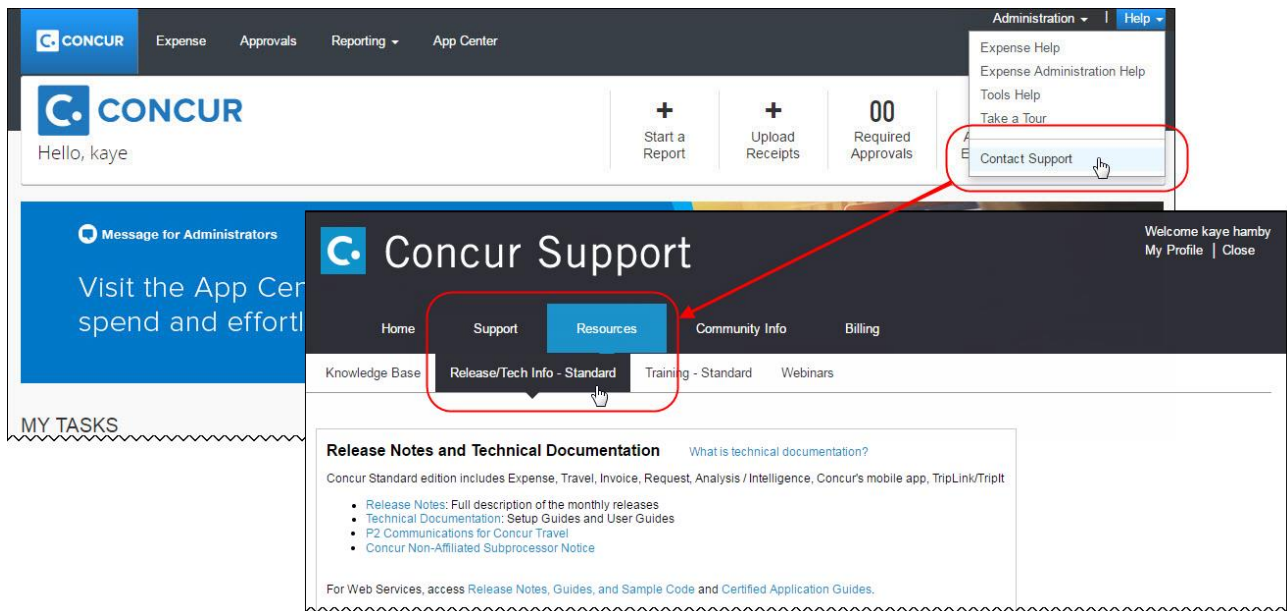 Administration | Help
C. CONCUR Expense Approvals Reporting App Center
Expense Help
Expense Administration Help
Tools Help
Take a Tour
Contact Support
C. CONCUR
Hello, kaye
+ Start a Report
+ Upload Receipts
00 Required Approvals
A
E
Message for Administrators
Visit the App Cen
spend and effortl
MY TASKS
C. Concur Support
Welcome kaye hamby
My Profile | Close
Home Support Resources Community Info Billing
Knowledge Base Release/Tech Info - Standard Training - Standard Webinars
Release Notes and Technical Documentation What is technical documentation?
Concur Standard edition includes Expense, Travel, Invoice, Request, Analysis / Intelligence, Concur's mobile app, TripLink/TripIt
• Release Notes: Full description of the monthly releases
• Technical Documentation: Setup Guides and User Guides
• P2 Communications for Concur Travel
• Concur Non-Affiliated Subprocessor Notice
For Web Services, access Release Notes, Guides, and Sample Code and Certified Application Guides.